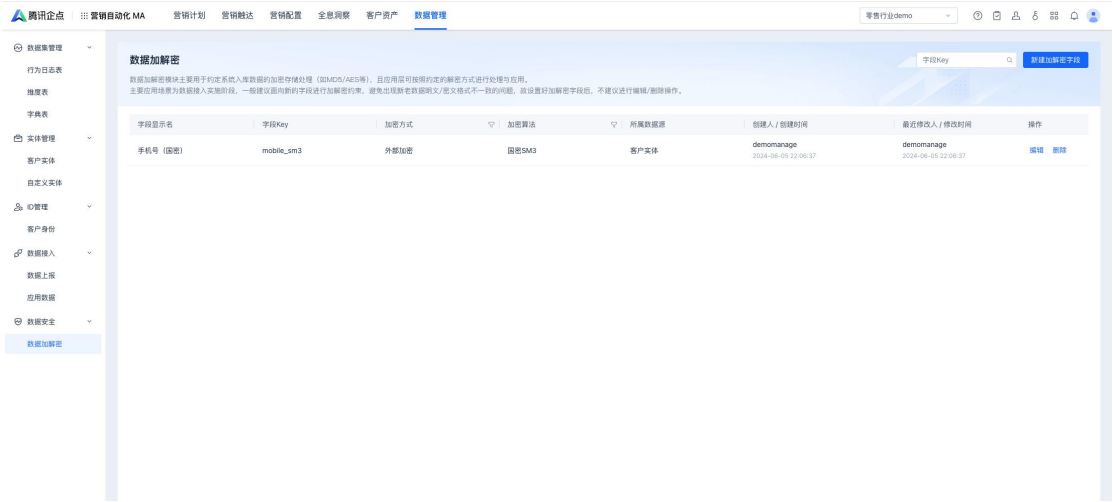 腾讯企点 营销自动化 MA 营销计划 营销触达 营销配置 全息洞察 客户资产 数据管理 零售行业demo
数据集管理
行为日志表
维度表
字典表
实体管理
客户实体
自定义实体
ID管理
客户身份
数据接入
数据上报
应用数据
数据安全
数据加解密
数据加解密
字段Key 新建加解密字段
数据加解密模块主要用于约定系统入库数据的加密存储处理（如MD5/AES等），且应用层可按照约定的解密方式进行处理与应用。
主要应用场景为数据接入实施阶段，一般建议面向新的字段进行加解密约束，避免出现新老数据明文/密文格式不一致的问题，故设置好加解密字段后，不建议进行编辑/删除操作。
字段显示名 字段Key 加密方式 加密算法 所属数据源 创建人 / 创建时间 最近修改人 / 修改时间 操作
手机号（国密） mobile_sm3 外部加密 国密SM3 客户实体 demomanage demomanage 编辑 删除
2024-06-05 22:06:37 2024-06-05 22:06:37